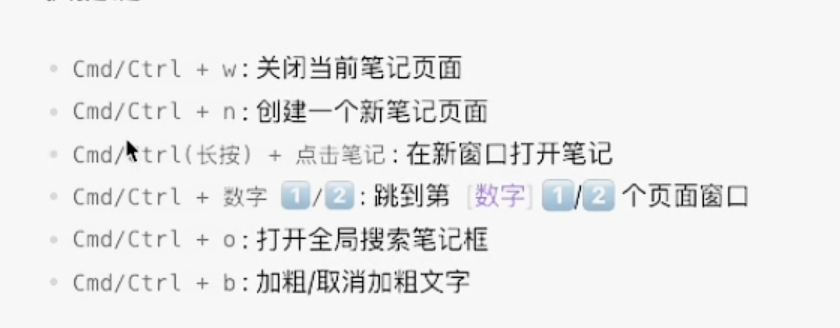 Cmd/Ctrl + w: 关闭当前笔记页面
Cmd/Ctrl + n: 创建一个新笔记页面
Cmd/Ctrl(长按) + 点击笔记: 在新窗口打开笔记
Cmd/Ctrl + 数字 1️⃣/2️⃣: 跳到第 [数字] 1️⃣/2️⃣ 个页面窗口
Cmd/Ctrl + o: 打开全局搜索笔记框
Cmd/Ctrl + b: 加粗/取消加粗文字